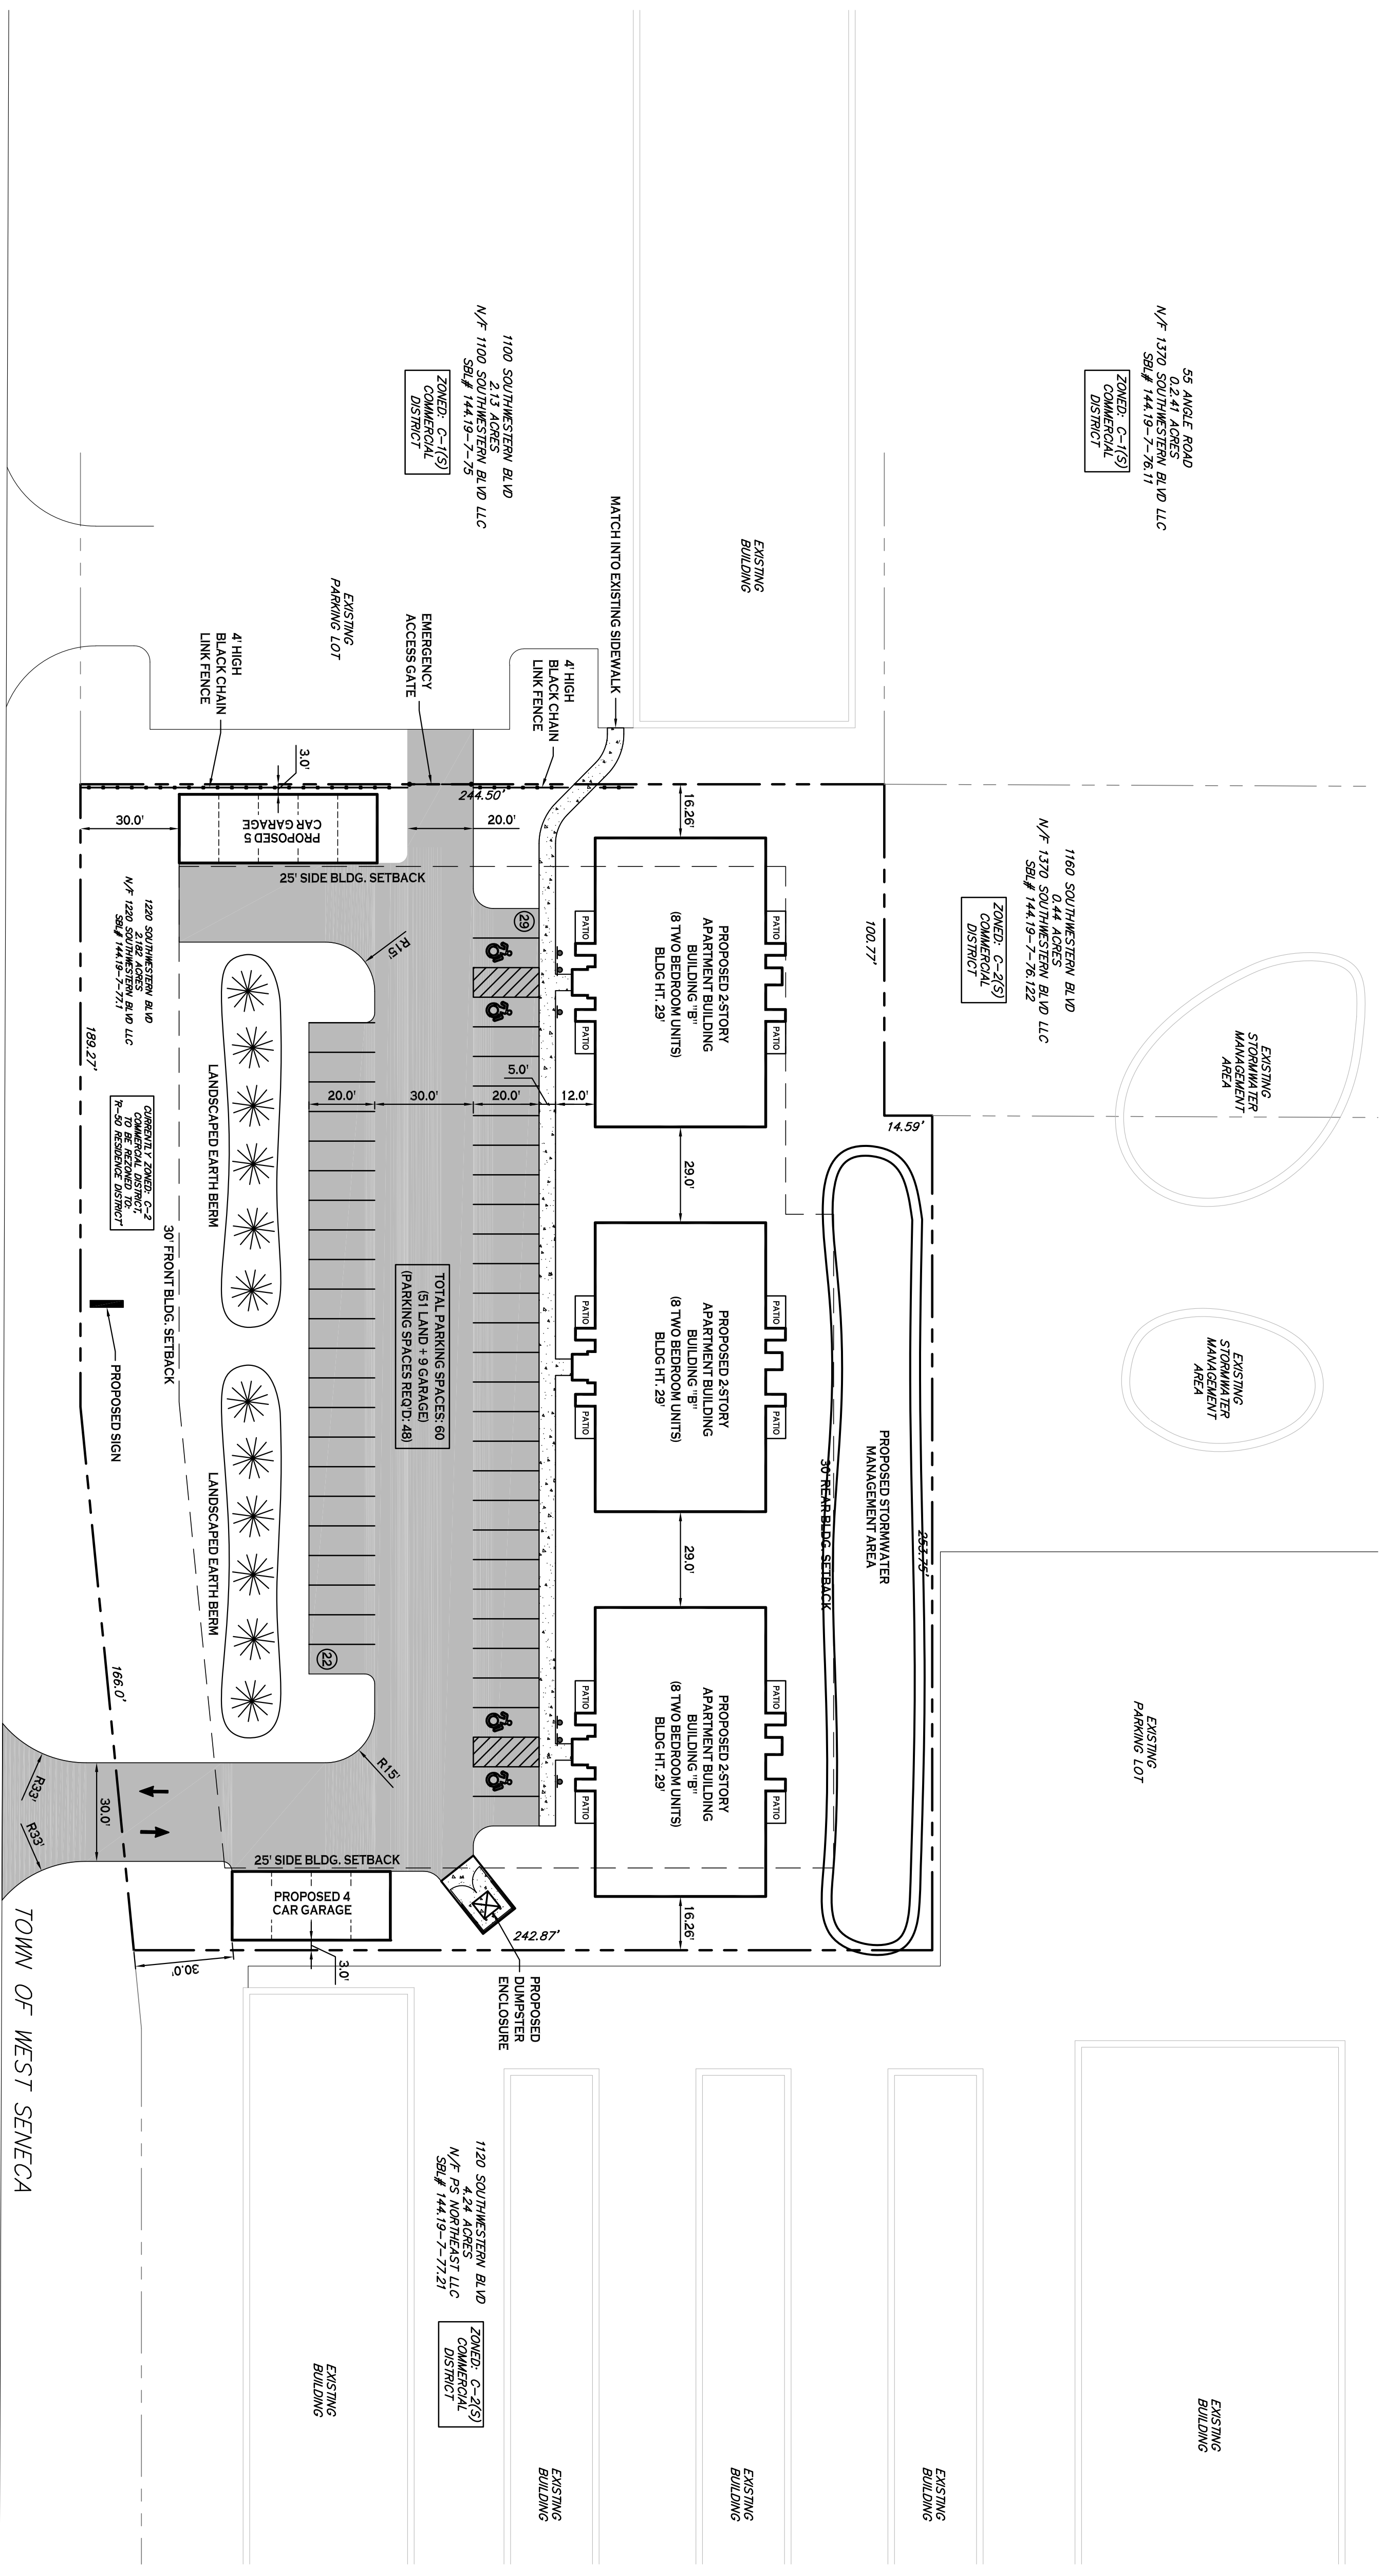 55 ANGLE ROAD
0.2.41 ACRES
N/F 1370 SOUTHWESTERN BLVD LLC
SBL# 144.19-7-76.11
ZONED: C-1(S)
COMMERCIAL
DISTRICT
1160 SOUTHWESTERN BLVD
0.44 ACRES
N/F 1370 SOUTHWESTERN BLVD LLC
SBL# 144.19-7-76.122
ZONED: C-2(S)
COMMERCIAL
DISTRICT
EXISTING
STORMWATER
MANAGEMENT
AREA
EXISTING
STORMWATER
MANAGEMENT
AREA
EXISTING
PARKING LOT
EXISTING
BUILDING
EXISTING
BUILDING
EXISTING
BUILDING
EXISTING
BUILDING
EXISTING
BUILDING
EXISTING
BUILDING
1100 SOUTHWESTERN BLVD
2.13 ACRES
N/F 1100 SOUTHWESTERN BLVD LLC
SBL# 144.19-7-75
ZONED: C-1(S)
COMMERCIAL
DISTRICT
MATCH INTO EXISTING SIDEWALK
4' HIGH
BLACK CHAIN
LINK FENCE
EMERGENCY
ACCESS GATE
EXISTING
PARKING LOT
4' HIGH
BLACK CHAIN
LINK FENCE
3.0'
244.50'
16.26'
20.0'
30.0'
PROPOSED 5
CAR GARAGE
25' SIDE BLDG. SETBACK
100.77'
14.59'
253.75'
PROPOSED STORMWATER
MANAGEMENT AREA
30' REAR BLDG. SETBACK
PATIO
PATIO
PROPOSED 2-STORY
APARTMENT BUILDING
BUILDING "B"
(8 TWO BEDROOM UNITS)
BLDG HT. 29'
PATIO
PATIO
29.0'
PATIO
PATIO
PROPOSED 2-STORY
APARTMENT BUILDING
BUILDING "B"
(8 TWO BEDROOM UNITS)
BLDG HT. 29'
PATIO
PATIO
29.0'
PATIO
PATIO
PROPOSED 2-STORY
APARTMENT BUILDING
BUILDING "B"
(8 TWO BEDROOM UNITS)
BLDG HT. 29'
PATIO
PATIO
16.26'
29
R15'
5.0'
12.0'
20.0'
30.0'
20.0'
TOTAL PARKING SPACES: 60
(51 LAND + 9 GARAGE)
(PARKING SPACES REQ'D: 48)
22
R15'
LANDSCAPED EARTH BERM
LANDSCAPED EARTH BERM
30' FRONT BLDG. SETBACK
1220 SOUTHWESTERN BLVD
2.182 ACRES
N/F 1220 SOUTHWESTERN BLVD LLC
SBL# 144.19-7-77.1
CURRENTLY ZONED: C-2
COMMERCIAL DISTRICT,
TO BE REZONED TO:
"R-50 RESIDENCE DISTRICT"
189.27'
PROPOSED SIGN
166.0'
R33'
30.0'
R33'
25' SIDE BLDG. SETBACK
PROPOSED 4
CAR GARAGE
242.87'
3.0'
30.0'
PROPOSED
DUMPSTER
ENCLOSURE
1120 SOUTHWESTERN BLVD
4.24 ACRES
N/F PS NORTHEAST LLC
SBL# 144.19-7-77.21
ZONED: C-2(S)
COMMERCIAL
DISTRICT
TOWN OF WEST SENECA